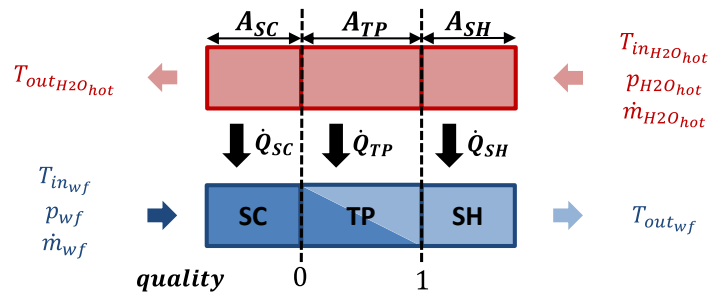 A_SC A_TP A_SH
T_in_H2O_hot
p_H2O_hot
ṁ_H2O_hot
T_out_H2O_hot
Q̇_SC Q̇_TP Q̇_SH
T_in_wf
p_wf
ṁ_wf
SC TP SH
T_out_wf
quality 0 1